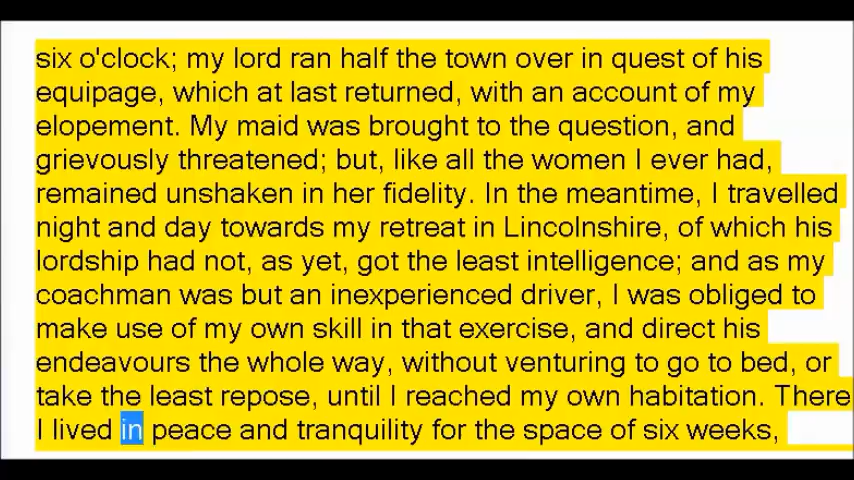 six o'clock; my lord ran half the town over in quest of his
equipage, which at last returned, with an account of my
elopement. My maid was brought to the question, and
grievously threatened; but, like all the women I ever had,
remained unshaken in her fidelity. In the meantime, I travelled
night and day towards my retreat in Lincolnshire, of which his
lordship had not, as yet, got the least intelligence; and as my
coachman was but an inexperienced driver, I was obliged to
make use of my own skill in that exercise, and direct his
endeavours the whole way, without venturing to go to bed, or
take the least repose, until I reached my own habitation. There
I lived in peace and tranquility for the space of six weeks,